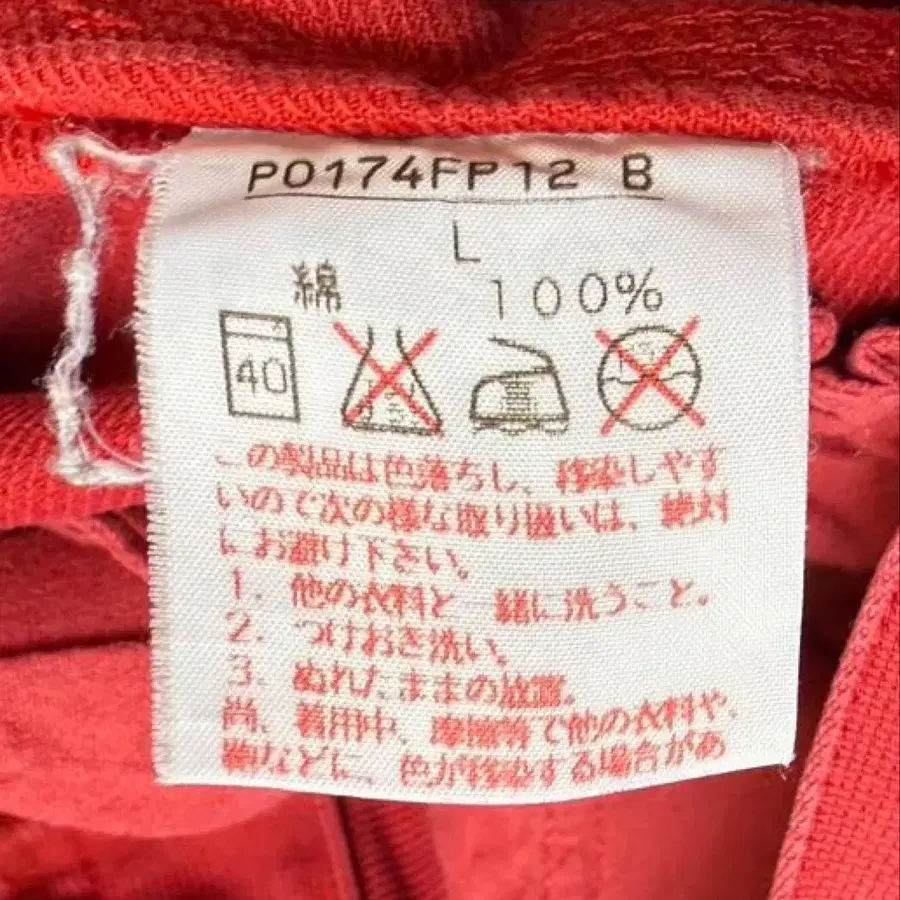 P0174FP12 B
L
綿 100%
40
この製品は色落ちし、移染しやす
いので次の様な取り扱いは、絶対
にお避け下さい。
1. 他の衣料と一緒に洗うこと。
2. つけおき洗い。
3. ぬれたままの放置。
尚、着用中、摩擦等で他の衣料や、
などに、色が移染する場合があ